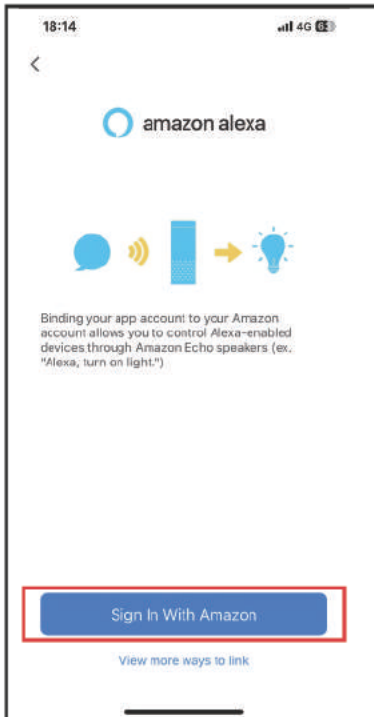 18:14
4G 63
amazon alexa
Binding your app account to your Amazon
account allows you to control Alexa-enabled
devices through Amazon Echo speakers (ex.
"Alexa, turn on light.")
Sign In With Amazon
View more ways to link